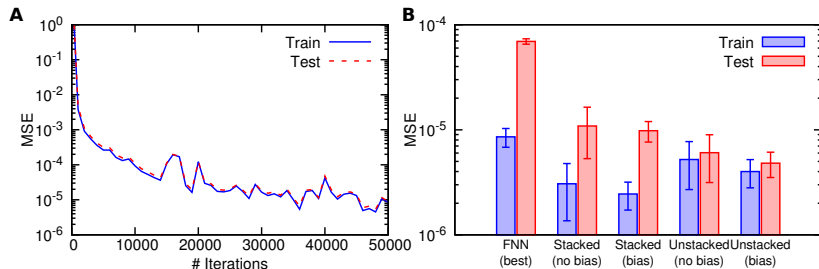 A
MSE
10^0
10^-1
10^-2
10^-3
10^-4
10^-5
10^-6
0
10000
20000
30000
40000
50000
# Iterations
Train
Test
B
MSE
10^-4
10^-5
10^-6
Train
Test
FNN
(best)
Stacked
(no bias)
Stacked
(bias)
Unstacked
(no bias)
Unstacked
(bias)